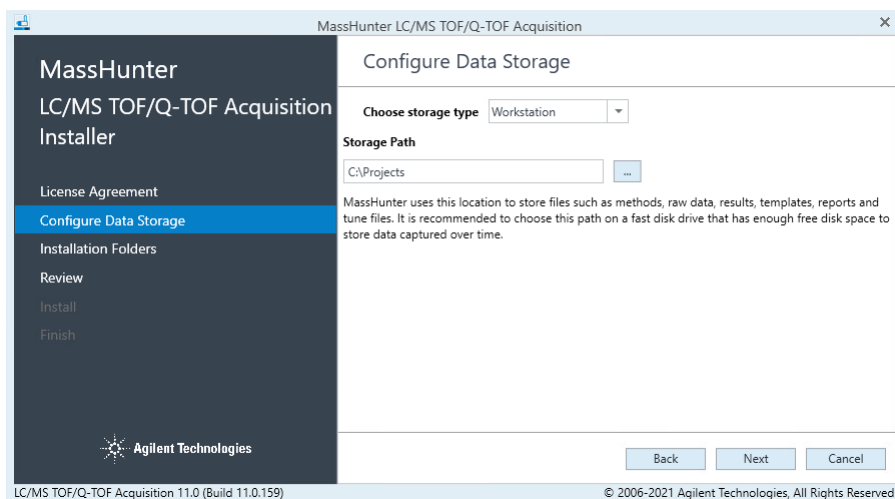 MassHunter LC/MS TOF/Q-TOF Acquisition
MassHunter
LC/MS TOF/Q-TOF Acquisition
Installer
License Agreement
Configure Data Storage
Installation Folders
Review
Install
Finish
Agilent Technologies
Configure Data Storage
Choose storage type Workstation
Storage Path
C:\Projects
...
MassHunter uses this location to store files such as methods, raw data, results, templates, reports and
tune files. It is recommended to choose this path on a fast disk drive that has enough free disk space to
store data captured over time.
Back Next Cancel
LC/MS TOF/Q-TOF Acquisition 11.0 (Build 11.0.159) © 2006-2021 Agilent Technologies, All Rights Reserved